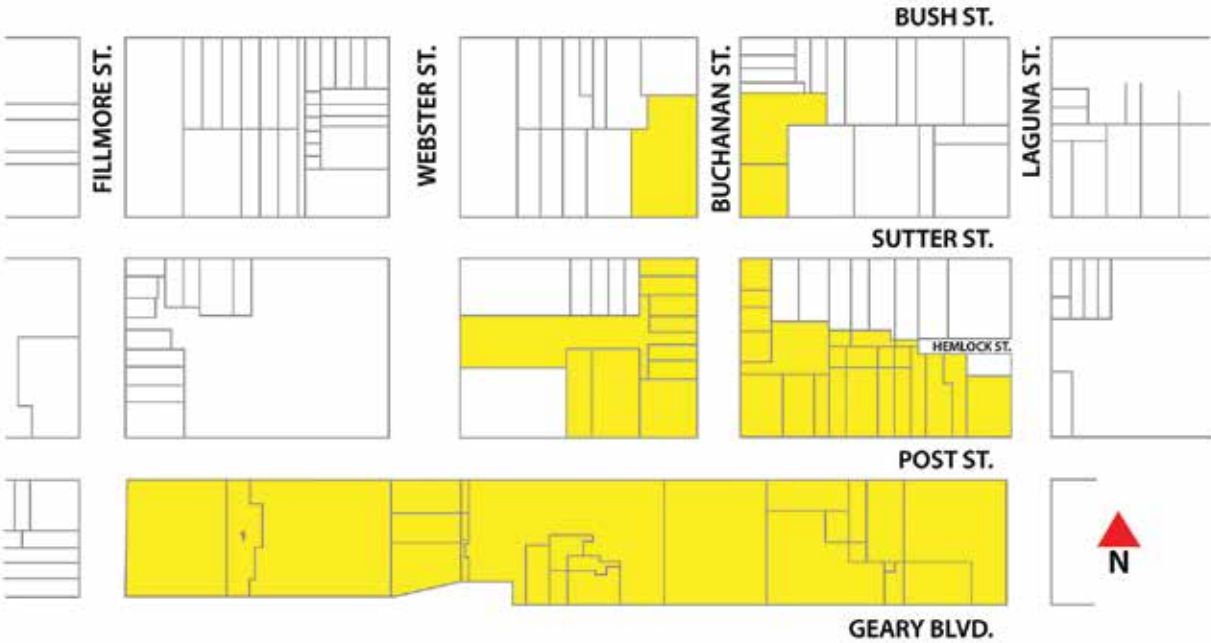 BUSH ST.
FILLMORE ST.
WEBSTER ST.
BUCHANAN ST.
LAGUNA ST.
SUTTER ST.
HEMLOCK ST.
POST ST.
N
GEARY BLVD.